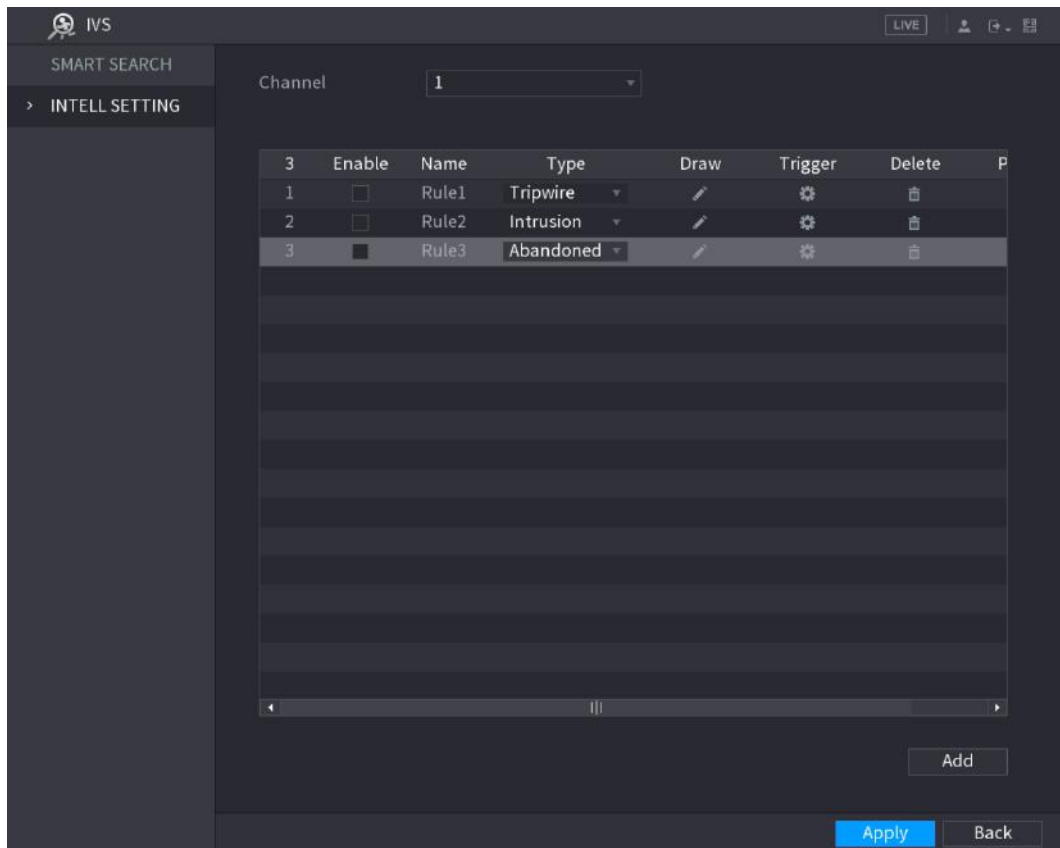 IVS LIVE
SMART SEARCH
INTELL SETTING
Channel 1
3 Enable Name Type Draw Trigger Delete P
1 Rule1 Tripwire
2 Rule2 Intrusion
3 Rule3 Abandoned
Add
Apply Back